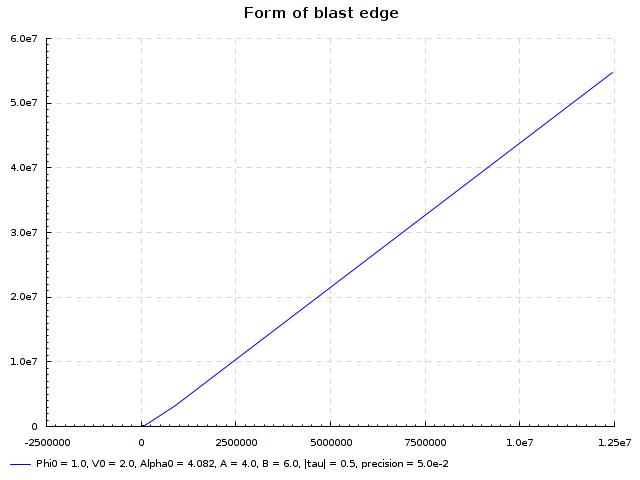 Form of blast edge
6.0e7
5.0e7
4.0e7
3.0e7
2.0e7
1.0e7
0
-2500000 0 2500000 5000000 7500000 1.0e7 1.25e7
Phi0 = 1.0, V0 = 2.0, Alpha0 = 4.082, A = 4.0, B = 6.0, |tau| = 0.5, precision = 5.0e-2